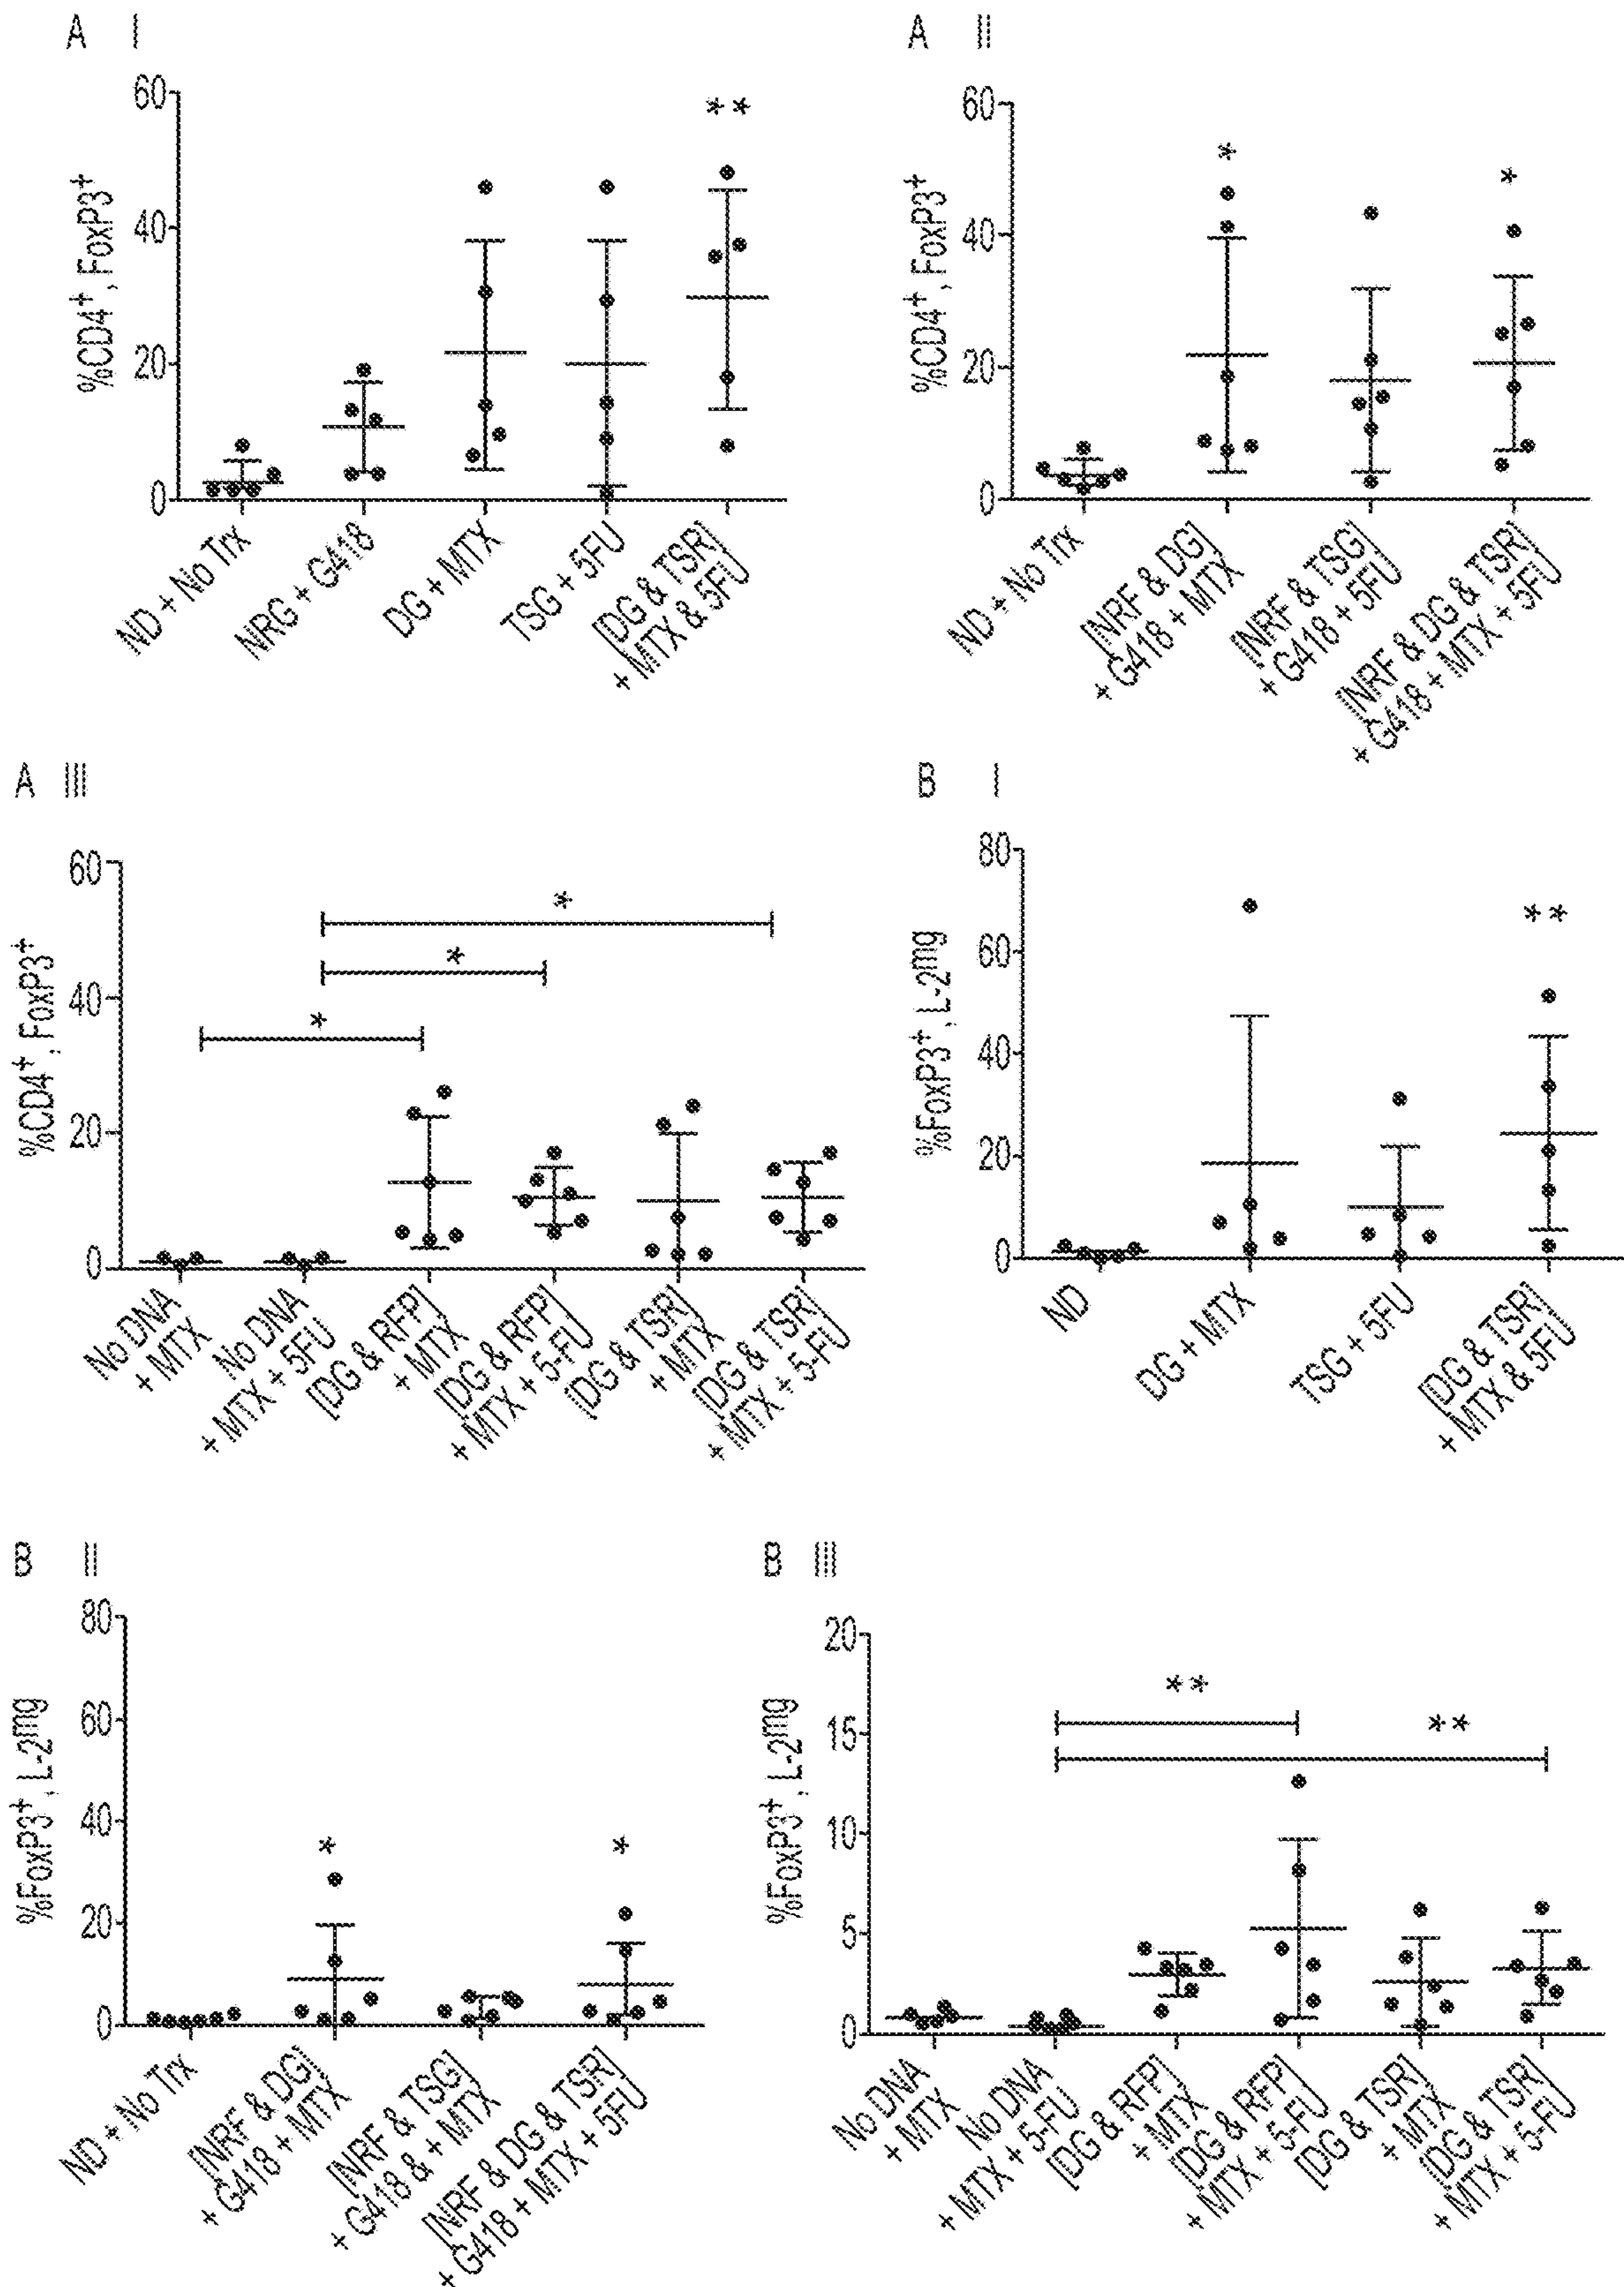 A I
60
40
20
0
%CD4+, FoxP3+
**
ND + No Trx
NRG + G418
DG + MTX
TSG + 5FU
[DG & TSR]
+ MTX & 5FU
A II
60
40
20
0
%CD4+, FoxP3+
*
*
ND + No Trx
[NRF & DG]
+ G418 + MTX
[NRF & TSG]
+ G418 + 5FU
[NRF & DG & TSR]
+ G418 + MTX + 5FU
A III
60
40
20
0
%CD4+, FoxP3+
*
*
*
No DNA
+ MTX
No DNA
+ MTX + 5FU
[DG & RFP]
+ MTX
[DG & RFP]
+ MTX + 5-FU
[DG & TSR]
+ MTX
[DG & TSR]
+ MTX + 5-FU
B I
80
60
40
20
0
%FoxP3+, L-2mg
**
ND
DG + MTX
TSG + 5FU
[DG & TSR]
+ MTX & 5FU
B II
80
60
40
20
0
%FoxP3+, L-2mg
*
*
ND + No Trx
[NRF & DG]
+ G418 + MTX
[NRF & TSG]
+ G418 & + MTX
[NRF & DG & TSR]
+ G418 + MTX + 5FU
B III
20
15
10
5
0
%FoxP3+, L-2mg
**
**
No DNA
+ MTX
No DNA
+ MTX + 5-FU
[DG & RFP]
+ MTX
[DG & RFP]
+ MTX + 5-FU
[DG & TSR]
+ MTX
[DG & TSR]
+ MTX + 5-FU